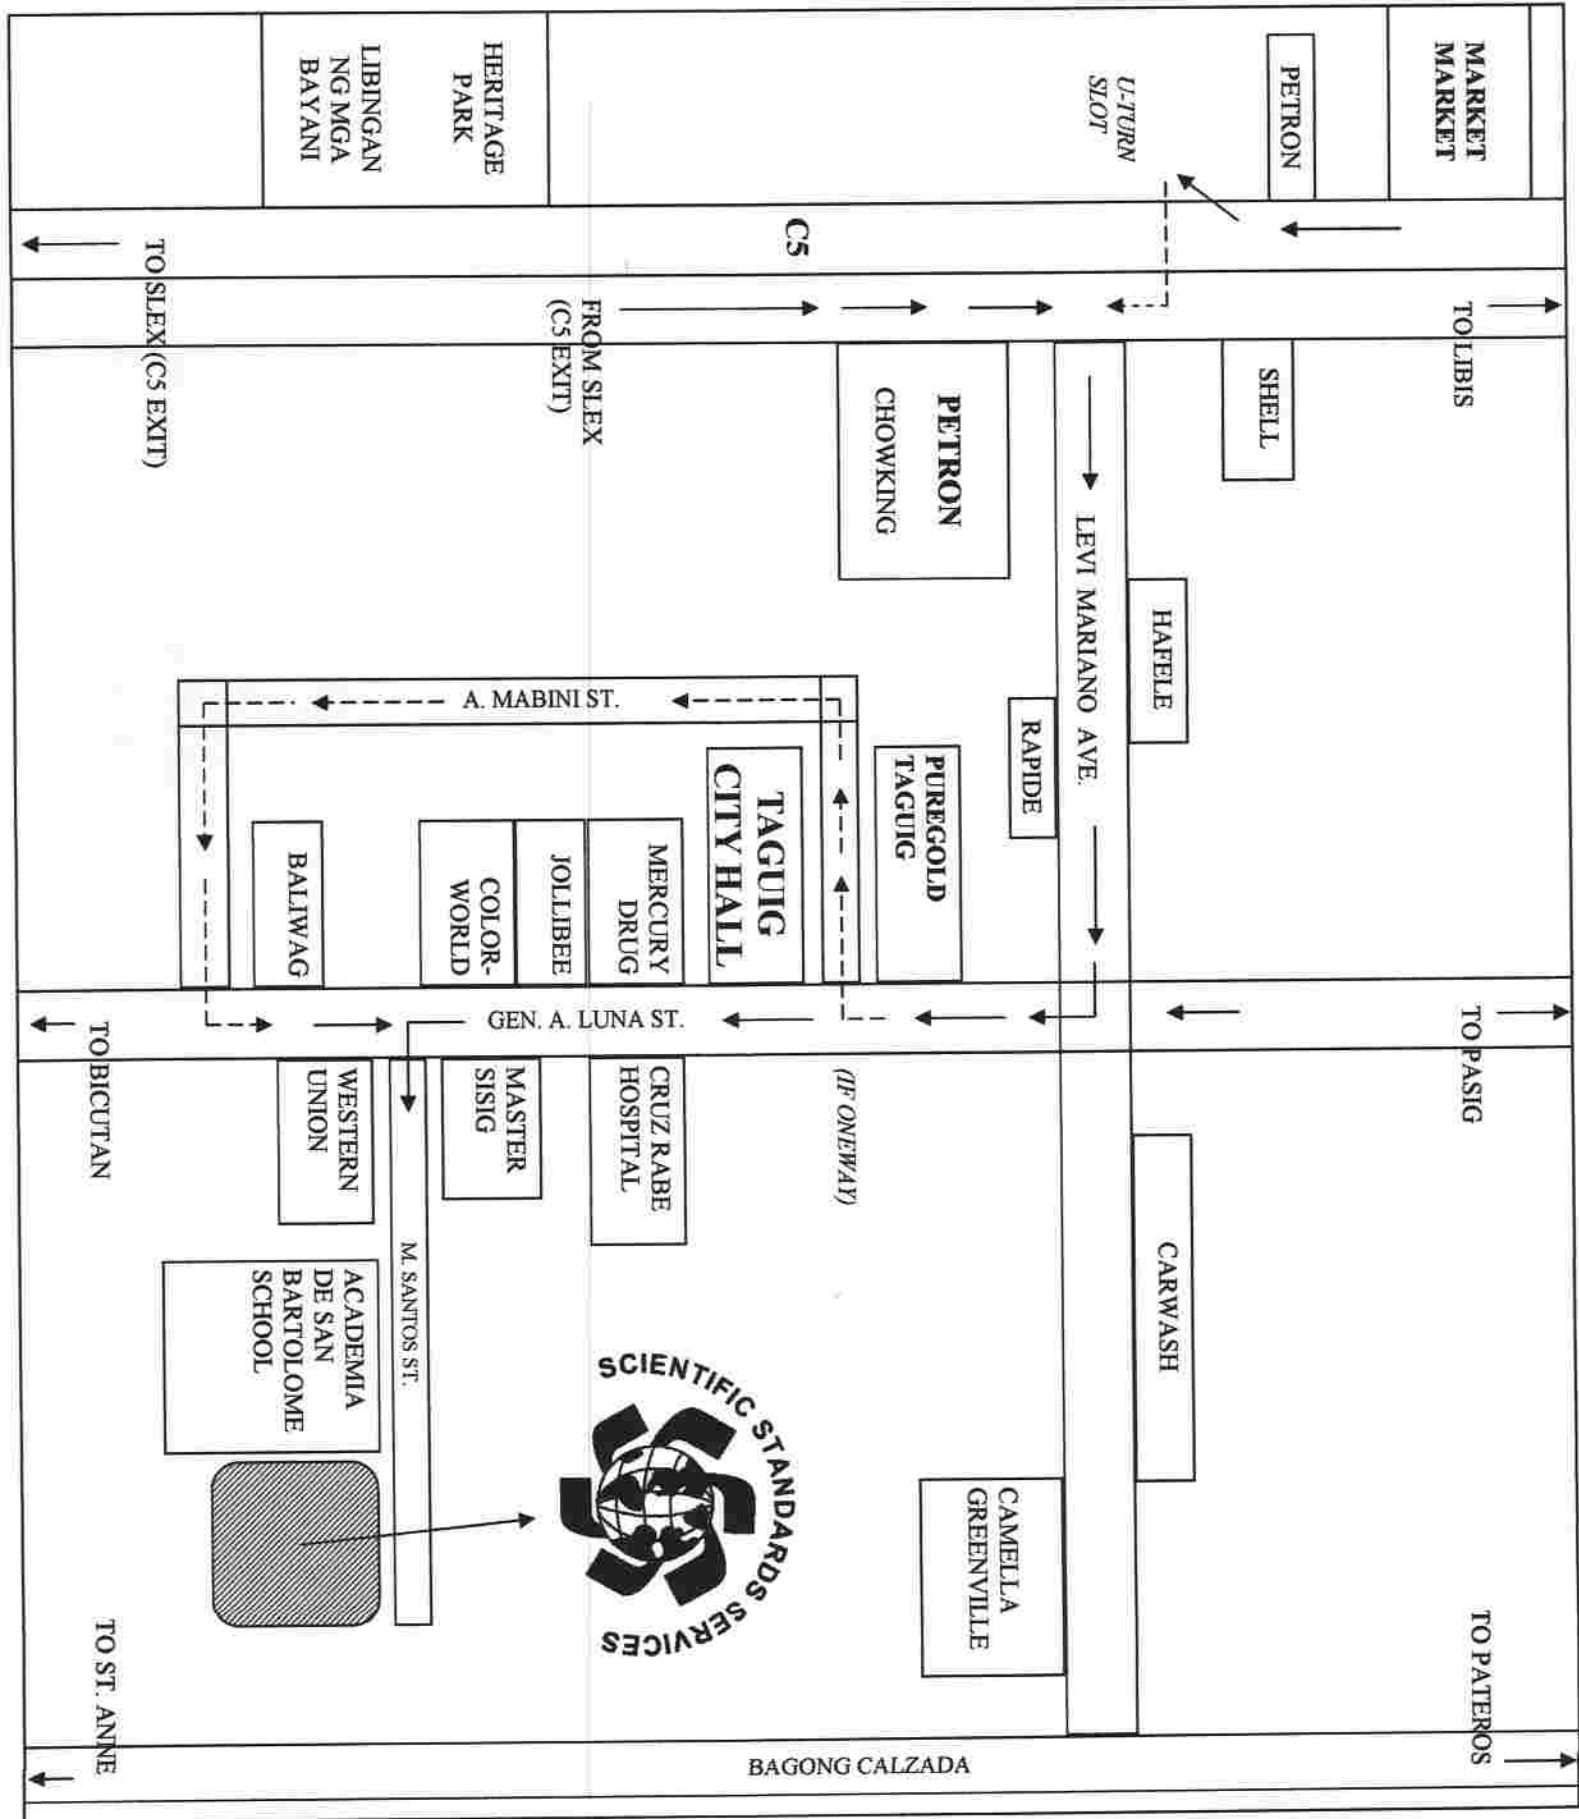 MARKET
MARKET
PETRON
U-TURN
SLOT
HERITAGE
PARK
LIBINGAN
NG MGA
BAYANI
C5
TO SLEX (C5 EXIT)
FROM SLEX
(C5 EXIT)
TO LIBIS
SHELL
PETRON
CHOWKING
LEVI MARIANO AVE.
HAFELE
RAPIDE
A. MABINI ST.
PUREGOLD
TAGUIG
TAGUIG
CITY HALL
MERCURY
DRUG
JOLLIBEE
COLOR-
WORLD
BALIWAG
GEN. A. LUNA ST.
TO BICUTAN
TO PASIG
(IF ONEWAY)
CRUZ RABE
HOSPITAL
MASTER
SISIG
WESTERN
UNION
M. SANTOS ST.
ACADEMIA
DE SAN
BARTOLOME
SCHOOL
CARWASH
SCIENTIFIC STANDARDS SERVICES
CAMELLA
GREENVILLE
TO ST. ANNE
TO PATEROS
BAGONG CALZADA